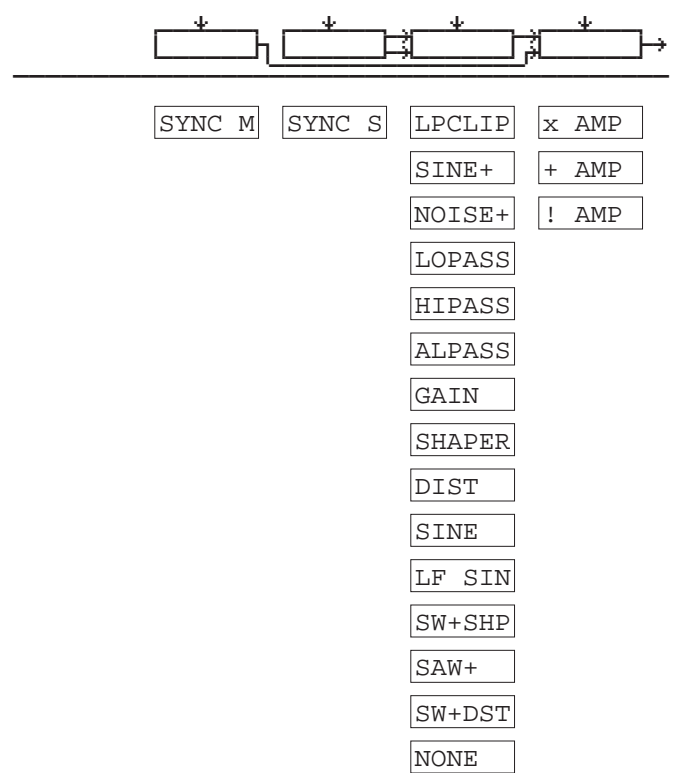 SYNC M SYNC S LPCLIP x AMP
SINE+ + AMP
NOISE+ ! AMP
LOPASS
HIPASS
ALPASS
GAIN
SHAPER
DIST
SINE
LF SIN
SW+SHP
SAW+
SW+DST
NONE